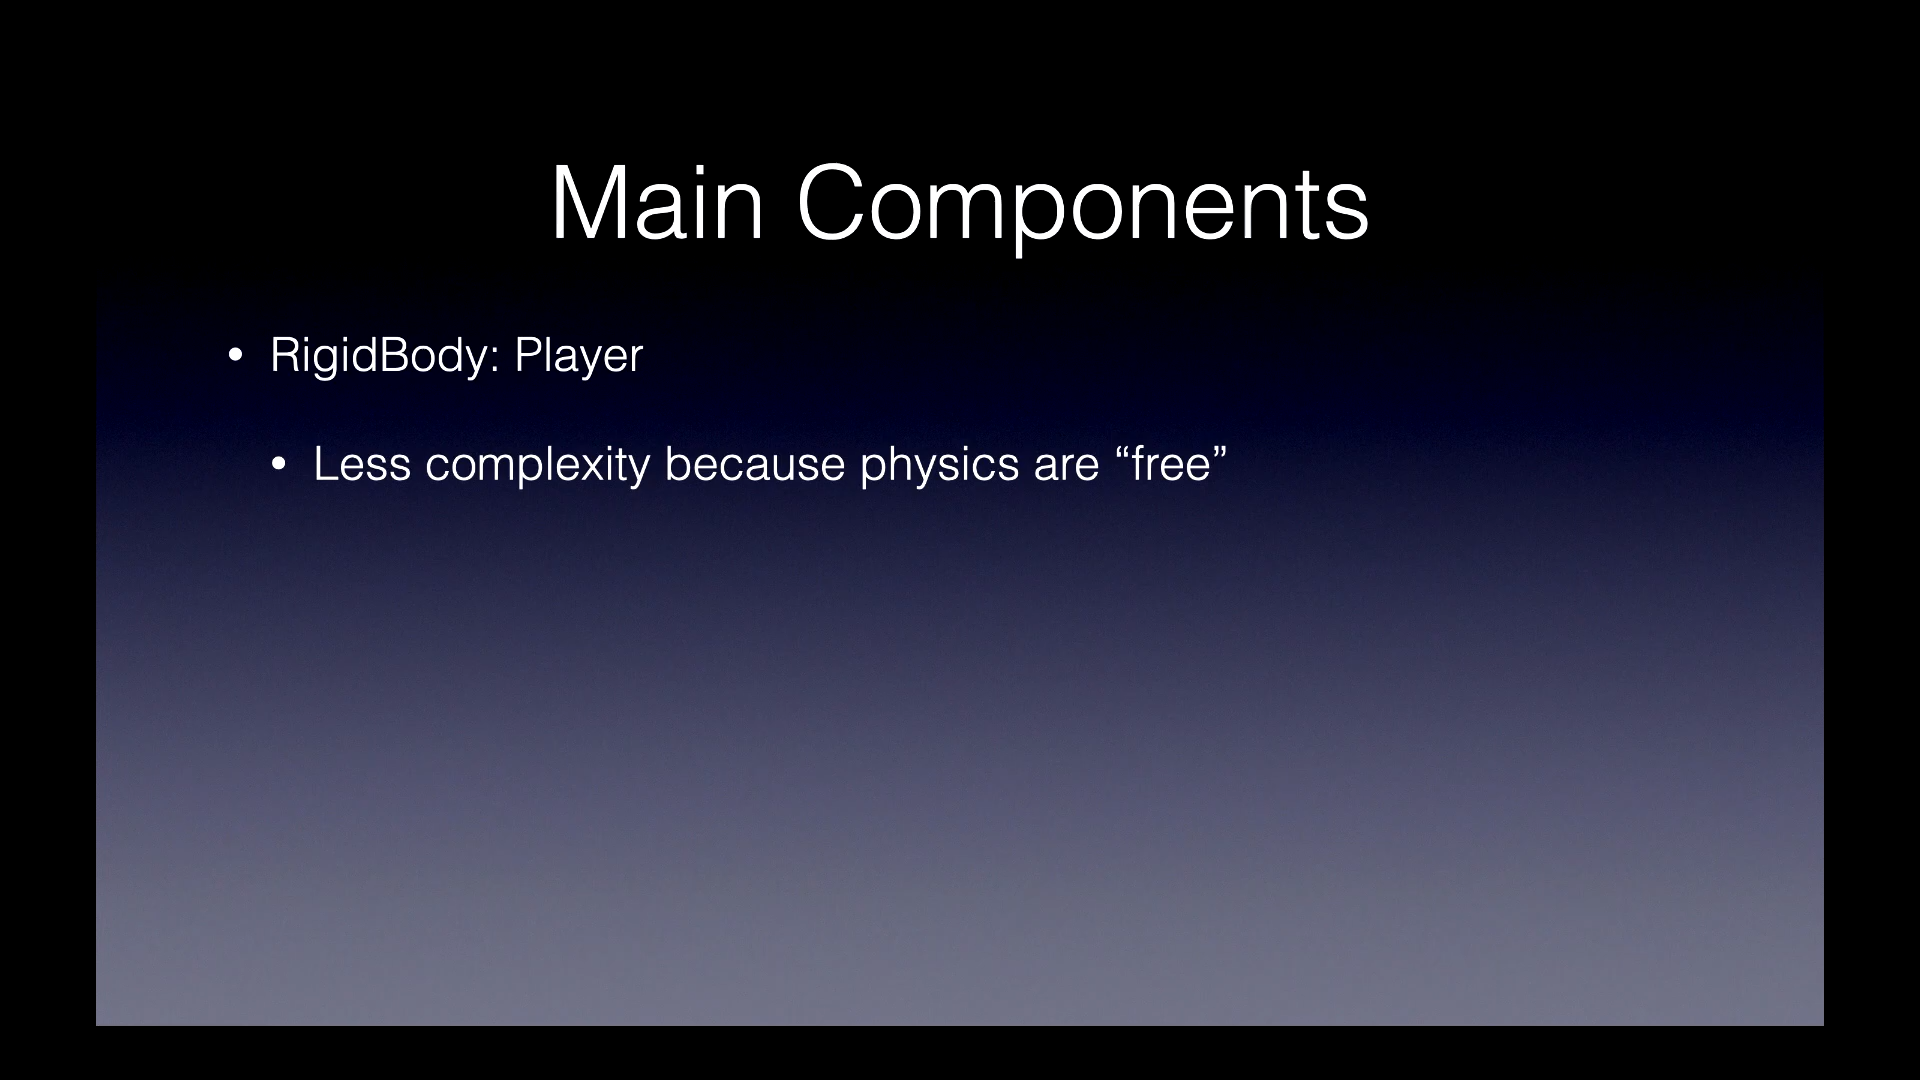 Main Components
• RigidBody: Player
• Less complexity because physics are “free”